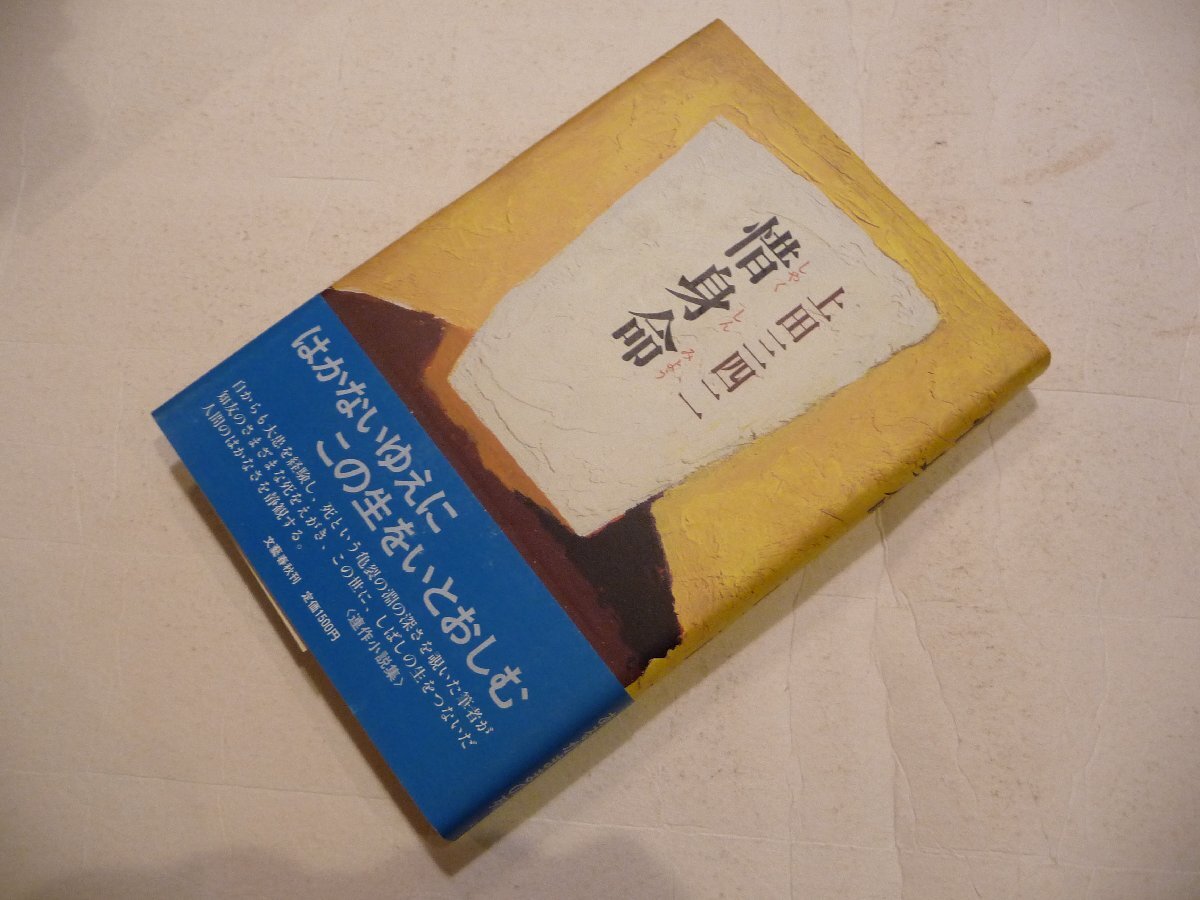 惜身命
しゃく
しん
みょう
上田三四二
はかないゆえに
この生をいとおしむ
自からも大患を経験し、死という亀裂の淵の深さを覗いた筆者が
知友のさまざまな死をえがき、この世に、しばしの生をつないだ
人間のはかなさを静観する。
〈連作小説集〉
文藝春秋刊
定価1500円